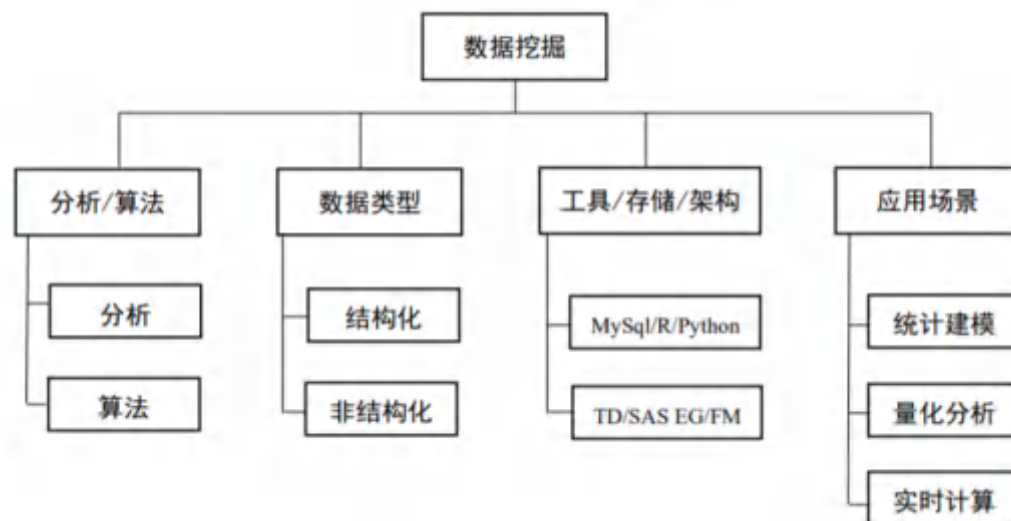 数据挖掘
分析/算法
数据类型
工具/存储/架构
应用场景
分析
结构化
MySql/R/Python
统计建模
算法
非结构化
TD/SAS EG/FM
量化分析
实时计算